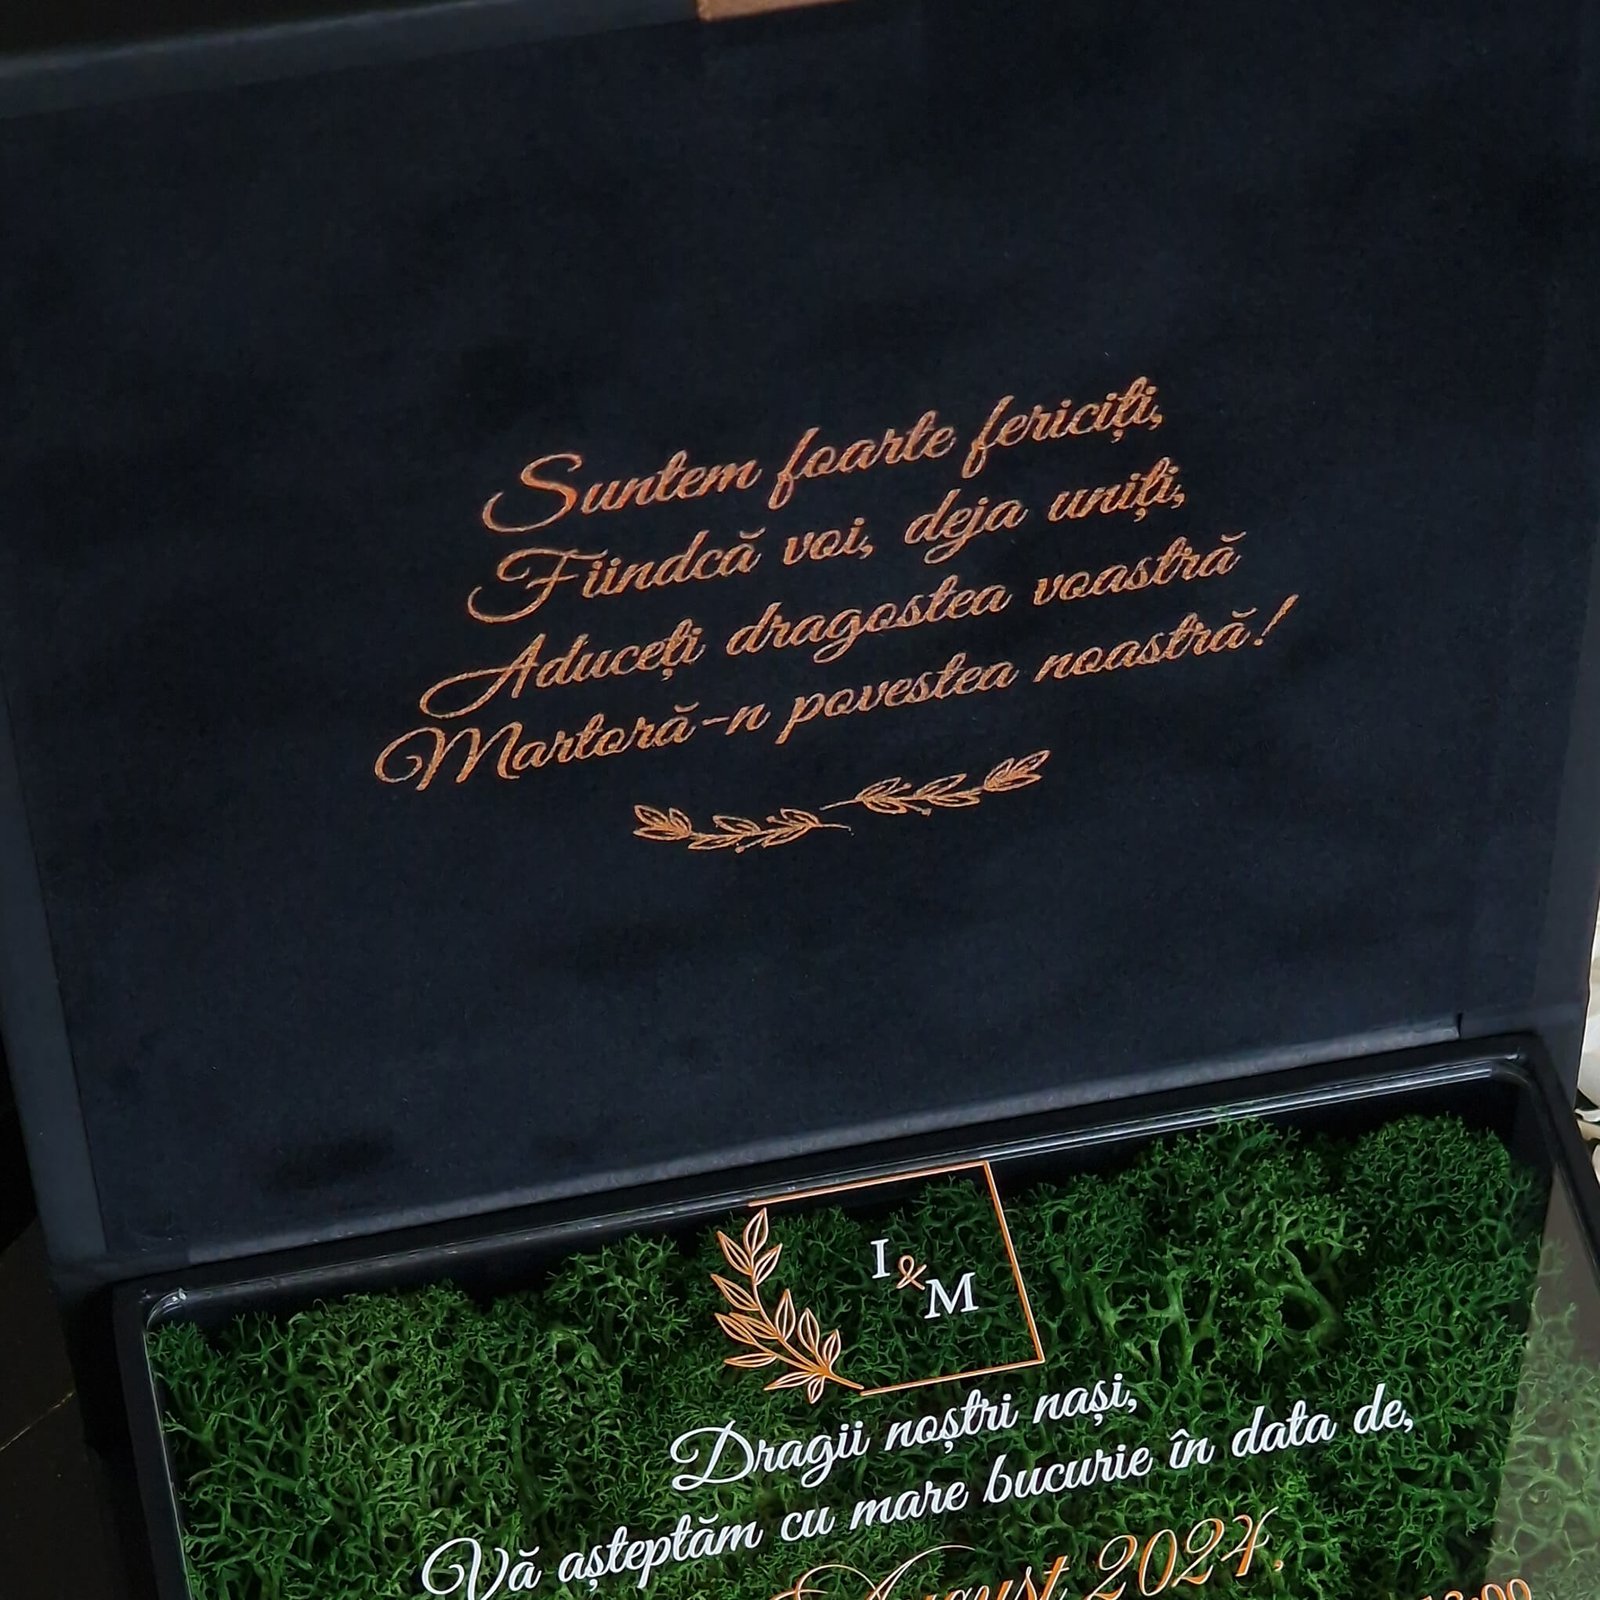 Suntem foarte fericiți,
Fiindcă voi, deja uniți,
Aduceți dragostea voastră
Martoră-n povestea noastră!
I
&
M
Dragii noștri nași,
Vă așteptăm cu mare bucurie în data de,
August 2024,